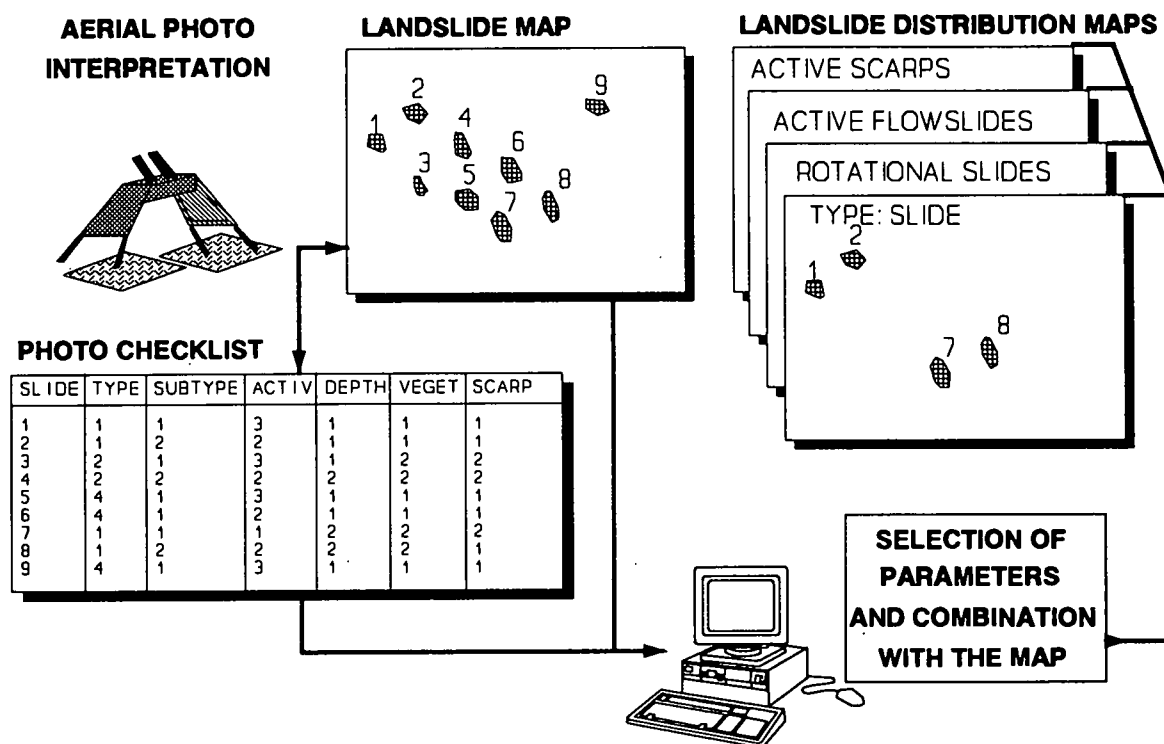 AERIAL PHOTO
INTERPRETATION
LANDSLIDE MAP
1
2
3
4
5
6
7
8
9
LANDSLIDE DISTRIBUTION MAPS
ACTIVE SCARPS
ACTIVE FLOWSLIDES
ROTATIONAL SLIDES
TYPE: SLIDE
1
2
7
8
PHOTO CHECKLIST
SLIDE TYPE SUBTYPE ACTIV DEPTH VEGET SCARP
1 1 1 3 1 1 1
2 1 2 2 1 1 1
3 2 1 3 1 2 2
4 2 2 2 2 2 2
5 4 1 3 1 1 1
6 4 1 2 1 1 1
7 1 1 1 2 2 2
8 1 2 2 2 2 1
9 4 1 3 1 1 1
SELECTION OF
PARAMETERS
AND COMBINATION
WITH THE MAP